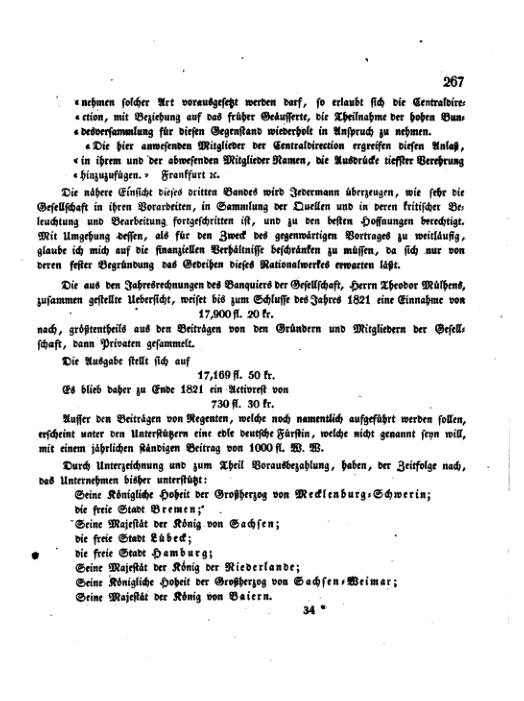 267
«nehmen solcher Art vorausgesetzt werden darf, so erlaubt sich die Centraldire-
«ction, mit Beziehung auf das früher Geäusserte, die Theilnahme der hohen Bun-
«desversammlung für diesen Gegenstand wiederholt in Anspruch zu nehmen.
«Die hier anwesenden Mitglieder der Centraldirection ergreifen diesen Anlaß,
«in ihrem und der abwesenden Mitglieder Namen, die Ausdrücke tiefster Verehrung
«hinzuzufügen.» Frankfurt ꝛc.
Die nähere Einsicht dieses dritten Bandes wird Jedermann überzeugen, wie sehr die
Gesellschaft in ihren Vorarbeiten, in Sammlung der Quellen und in deren kritischer Be-
leuchtung und Bearbeitung fortgeschritten ist, und zu den besten Hoffnungen berechtigt.
Mit Umgehung dessen, als für den Zweck des gegenwärtigen Vortrages zu weitläufig,
glaube ich mich auf die finanziellen Verhältnisse beschränken zu müssen, da sich nur von
deren fester Begründung das Gedeihen dieses Nationalwerkes erwarten läßt.
Die aus den Jahresrechnungen des Banquiers der Gesellschaft, Herrn Theodor Mülhens,
zusammen gestellte Uebersicht, weiset bis zum Schlusse des Jahres 1821 eine Einnahme von
17,900 fl. 20 kr.
nach, größtentheils aus den Beiträgen von den Gründern und Mitgliedern der Gesell-
schaft, dann Privaten gesammelt.
Die Ausgabe stellt sich auf
17,169 fl. 50 kr.
Es blieb daher zu Ende 1821 ein Activrest von
730 fl. 30 kr.
Ausser den Beiträgen von Regenten, welche noch namentlich aufgeführt werden sollen,
erscheint unter den Unterstützern eine edle deutsche Fürstin, welche nicht genannt seyn will,
mit einem jährlichen ständigen Beitrag von 1000 fl. W. W.
Durch Unterzeichnung und zum Theil Vorausbezahlung, haben, der Zeitfolge nach,
das Unternehmen bisher unterstützt:
Seine Königliche Hoheit der Großherzog von Mecklenburg-Schwerin;
die freie Stadt Bremen;
Seine Majestät der König von Sachsen;
die freie Stadt Lübeck;
die freie Stadt Hamburg;
Seine Majestät der König der Niederlande;
Seine Königliche Hoheit der Großherzog von Sachsen-Weimar;
Seine Majestät der König von Baiern.
34 *